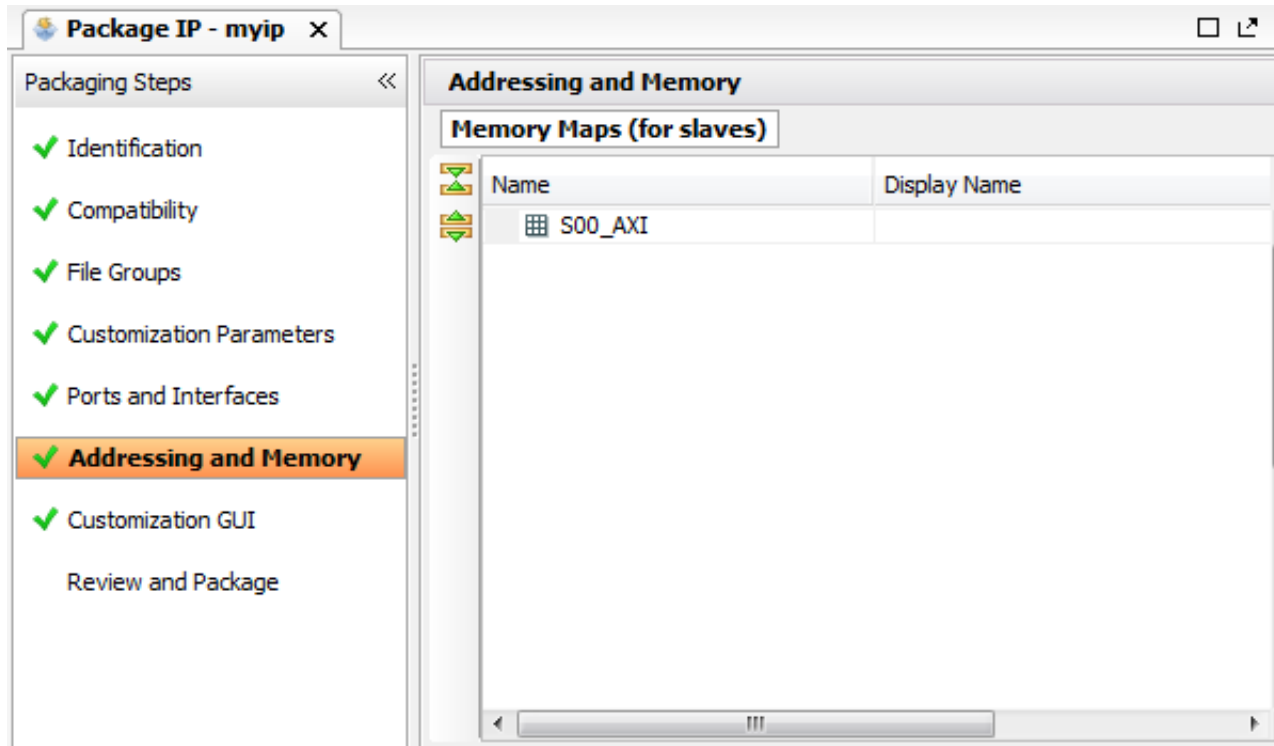 Package IP - myip X
Packaging Steps «
Identification
Compatibility
File Groups
Customization Parameters
Ports and Interfaces
Addressing and Memory
Customization GUI
Review and Package
Addressing and Memory
Memory Maps (for slaves)
Name Display Name
S00_AXI